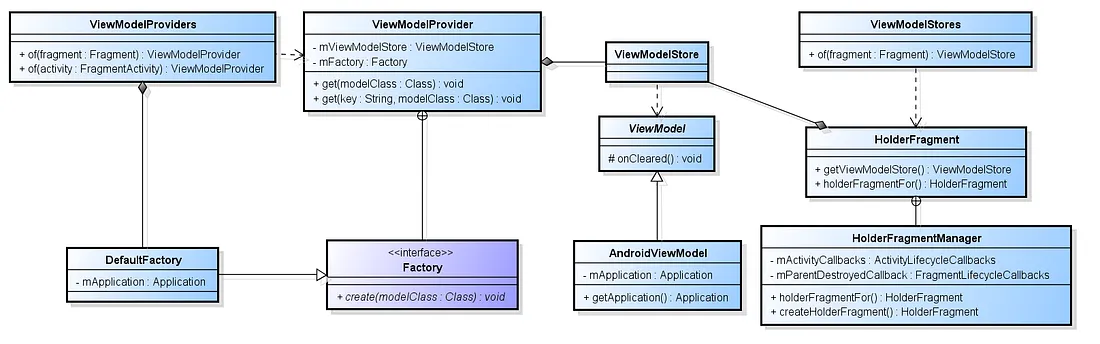 ViewModelProviders
+ of(fragment : Fragment) : ViewModelProvider
+ of(activity : FragmentActivity) : ViewModelProvider
ViewModelProvider
- mViewModelStore : ViewModelStore
- mFactory : Factory
+ get(modelClass : Class) : void
+ get(key : String, modelClass : Class) : void
ViewModelStore
ViewModelStores
+ of(fragment : Fragment) : ViewModelStore
ViewModel
# onCleared() : void
HolderFragment
+ getViewModelStore() : ViewModelStore
+ holderFragmentFor() : HolderFragment
DefaultFactory
- mApplication : Application
<<interface>>
Factory
+ create(modelClass : Class) : void
AndroidViewModel
- mApplication : Application
+ getApplication() : Application
HolderFragmentManager
- mActivityCallbacks : ActivityLifecycleCallbacks
- mParentDestroyedCallback : FragmentLifecycleCallbacks
+ holderFragmentFor() : HolderFragment
+ createHolderFragment() : HolderFragment